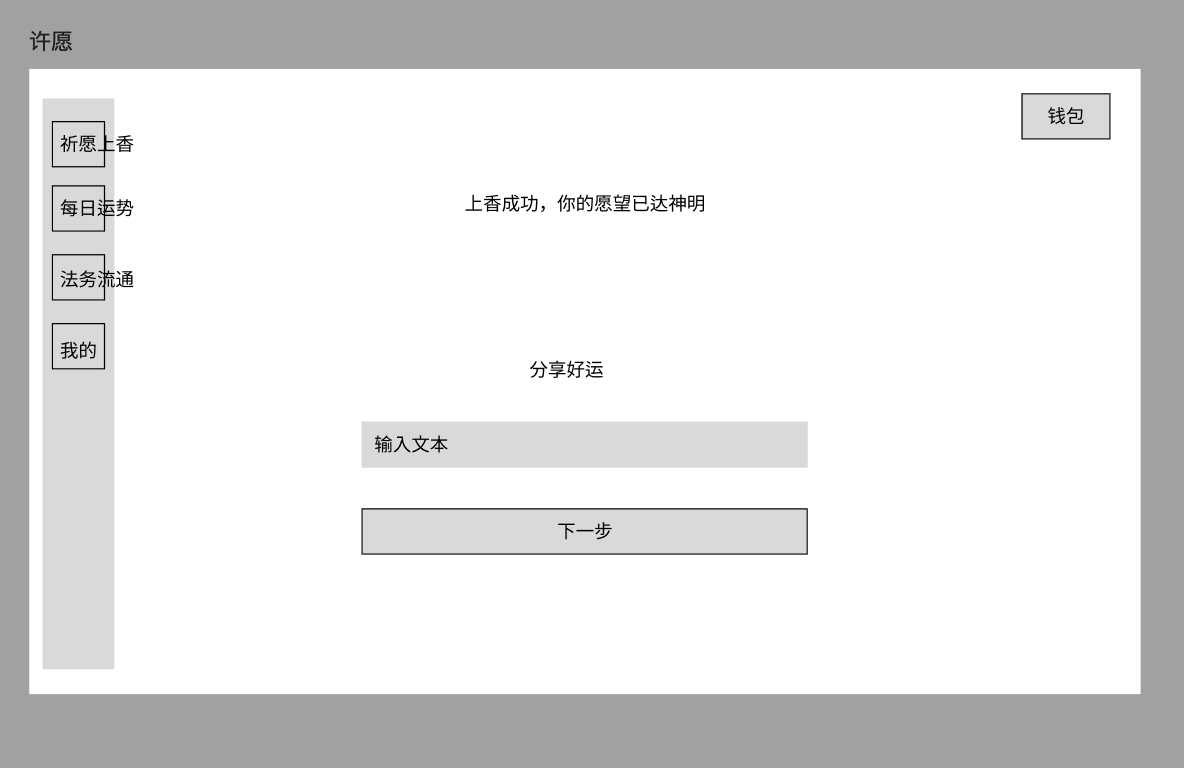 许愿
钱包
祈愿上香
每日运势
法务流通
我的
上香成功，你的愿望已达神明
分享好运
输入文本
下一步